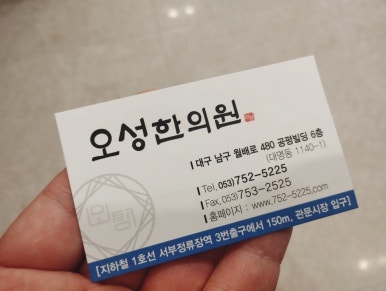 오성한의원
대구 남구 월배로 480 공평빌딩 6층
(대명동 1140-1)
Tel. 053) 752-5225
Fax. 053) 753-2525
홈페이지 : www.752-5225.com
[지하철 1호선 서부정류장역 3번출구에서 150m, 관문시장 입구]